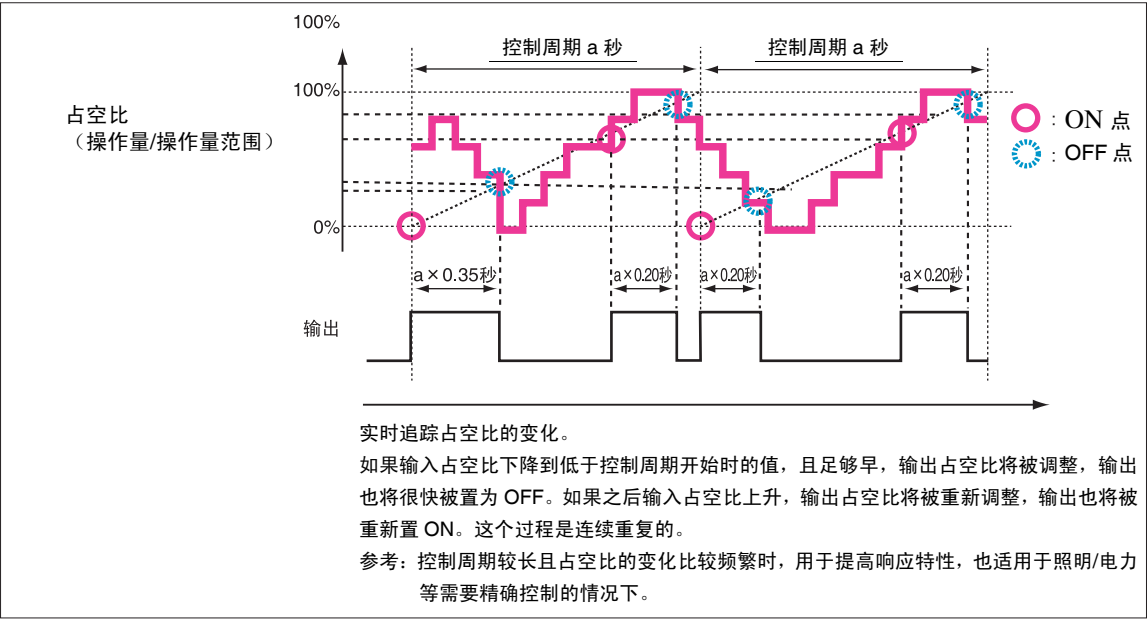 100%
控制周期 a 秒
控制周期 a 秒
100%
占空比
（操作量/操作量范围）
：ON 点
：OFF 点
0%
a×0.35秒
a×0.20秒
a×0.20秒
a×0.20秒
输出
实时追踪占空比的变化。
如果输入占空比下降到低于控制周期开始时的值，且足够早，输出占空比将被调整，输出
也将很快被置为 OFF。如果之后输入占空比上升，输出占空比将被重新调整，输出也将被
重新置 ON。这个过程是连续重复的。
参考：控制周期较长且占空比的变化比较频繁时，用于提高响应特性，也适用于照明/电力
等需要精确控制的情况下。